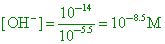 [OH⁻] = 10⁻¹⁴ / 10⁻⁵·⁵ = 10⁻⁸·⁵ M